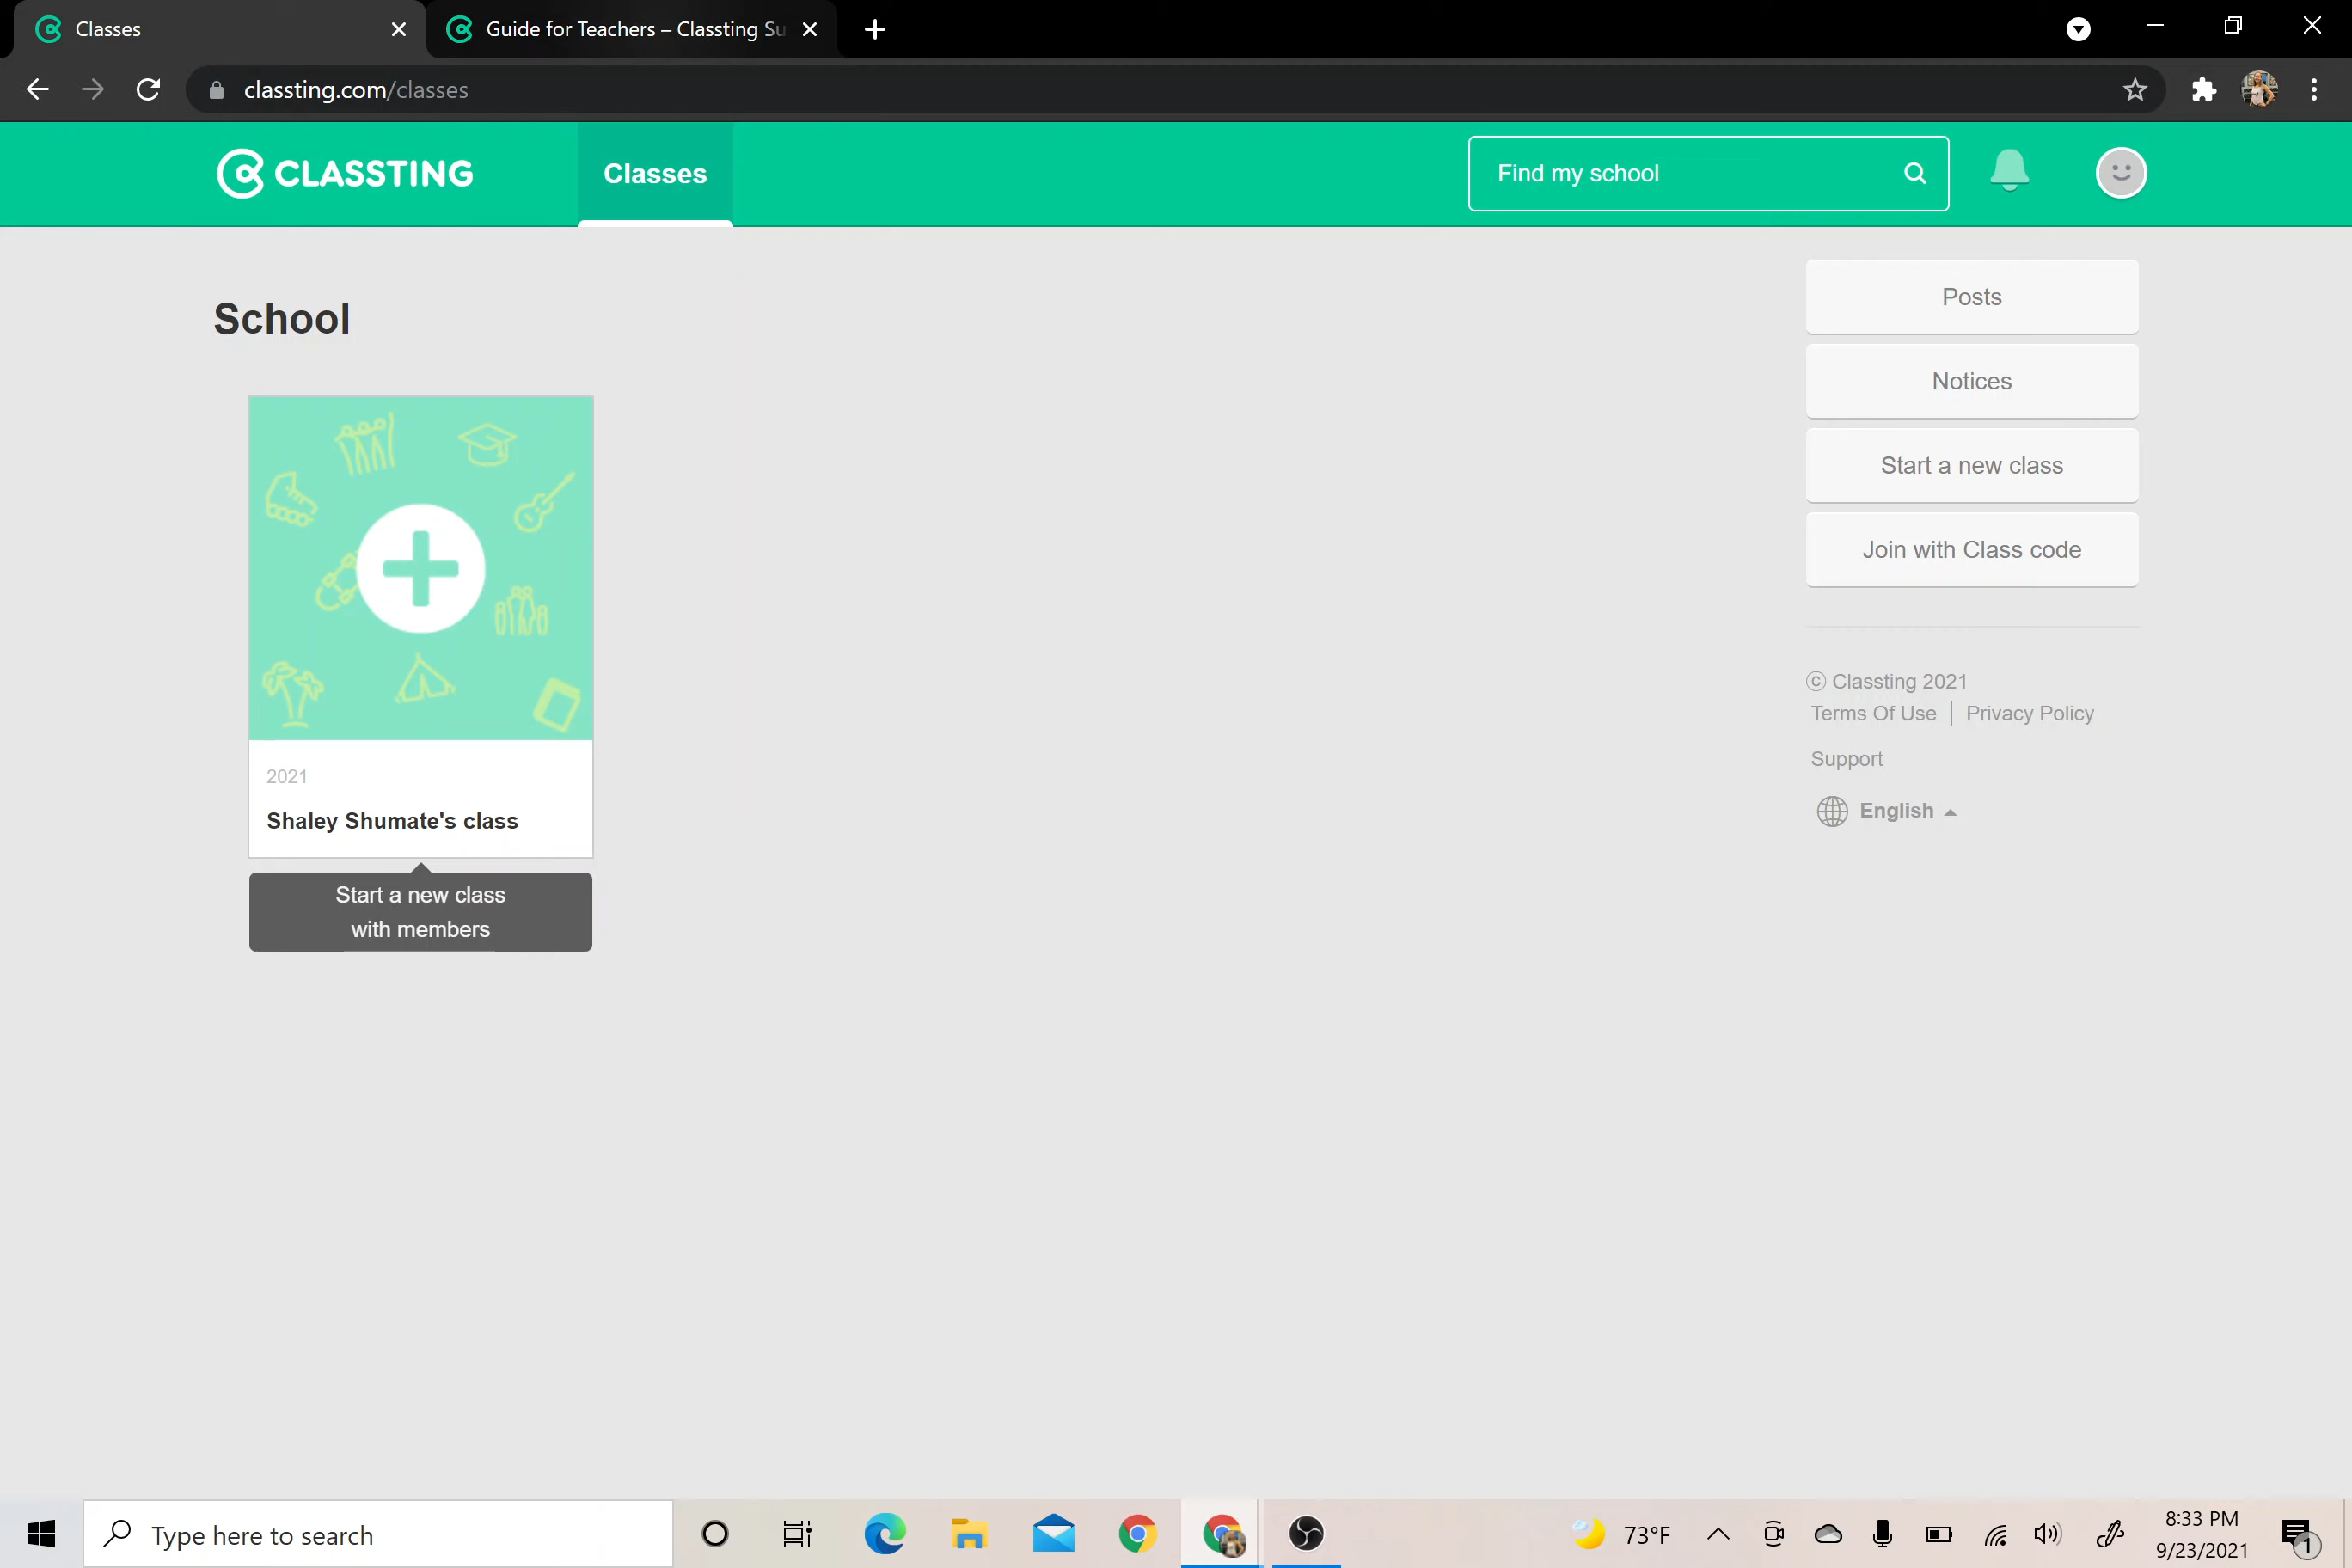 Classes
Guide for Teachers – Classting Su
classting.com/classes
CLASSTING
Classes
Find my school
School
Posts
Notices
Start a new class
Join with Class code
2021
Shaley Shumate's class
Start a new class
with members
© Classting 2021
Terms Of Use | Privacy Policy
Support
English
Type here to search
73°F
8:33 PM
9/23/2021
1